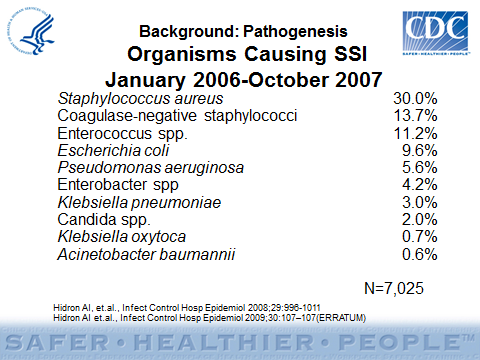 Background: Pathogenesis
Organisms Causing SSI
January 2006-October 2007
Staphylococcus aureus 30.0%
Coagulase-negative staphylococci 13.7%
Enterococcus spp. 11.2%
Escherichia coli 9.6%
Pseudomonas aeruginosa 5.6%
Enterobacter spp 4.2%
Klebsiella pneumoniae 3.0%
Candida spp. 2.0%
Klebsiella oxytoca 0.7%
Acinetobacter baumannii 0.6%
N=7,025
Hidron AI, et.al., Infect Control Hosp Epidemiol 2008;29:996-1011
Hidron AI et.al., Infect Control Hosp Epidemiol 2009;30:107–107(ERRATUM)
CDC
SAFER • HEALTHIER • PEOPLE™
SAFER • HEALTHIER • PEOPLE™